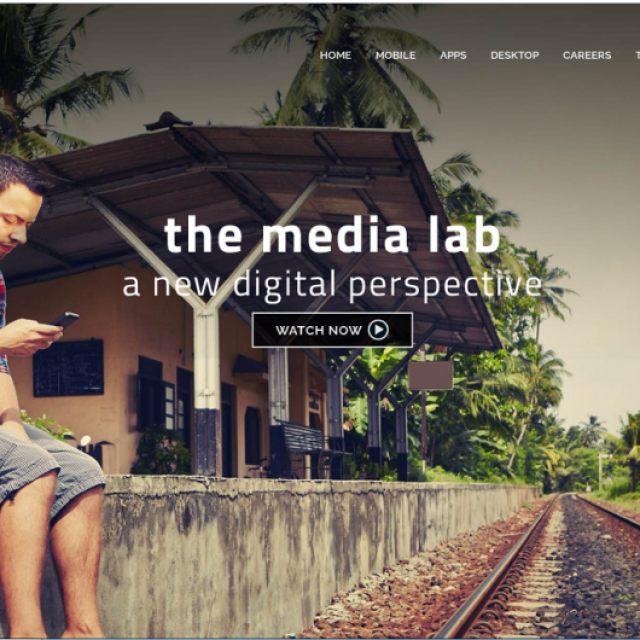 HOME MOBILE APPS DESKTOP CAREERS
the media lab
a new digital perspective
WATCH NOW